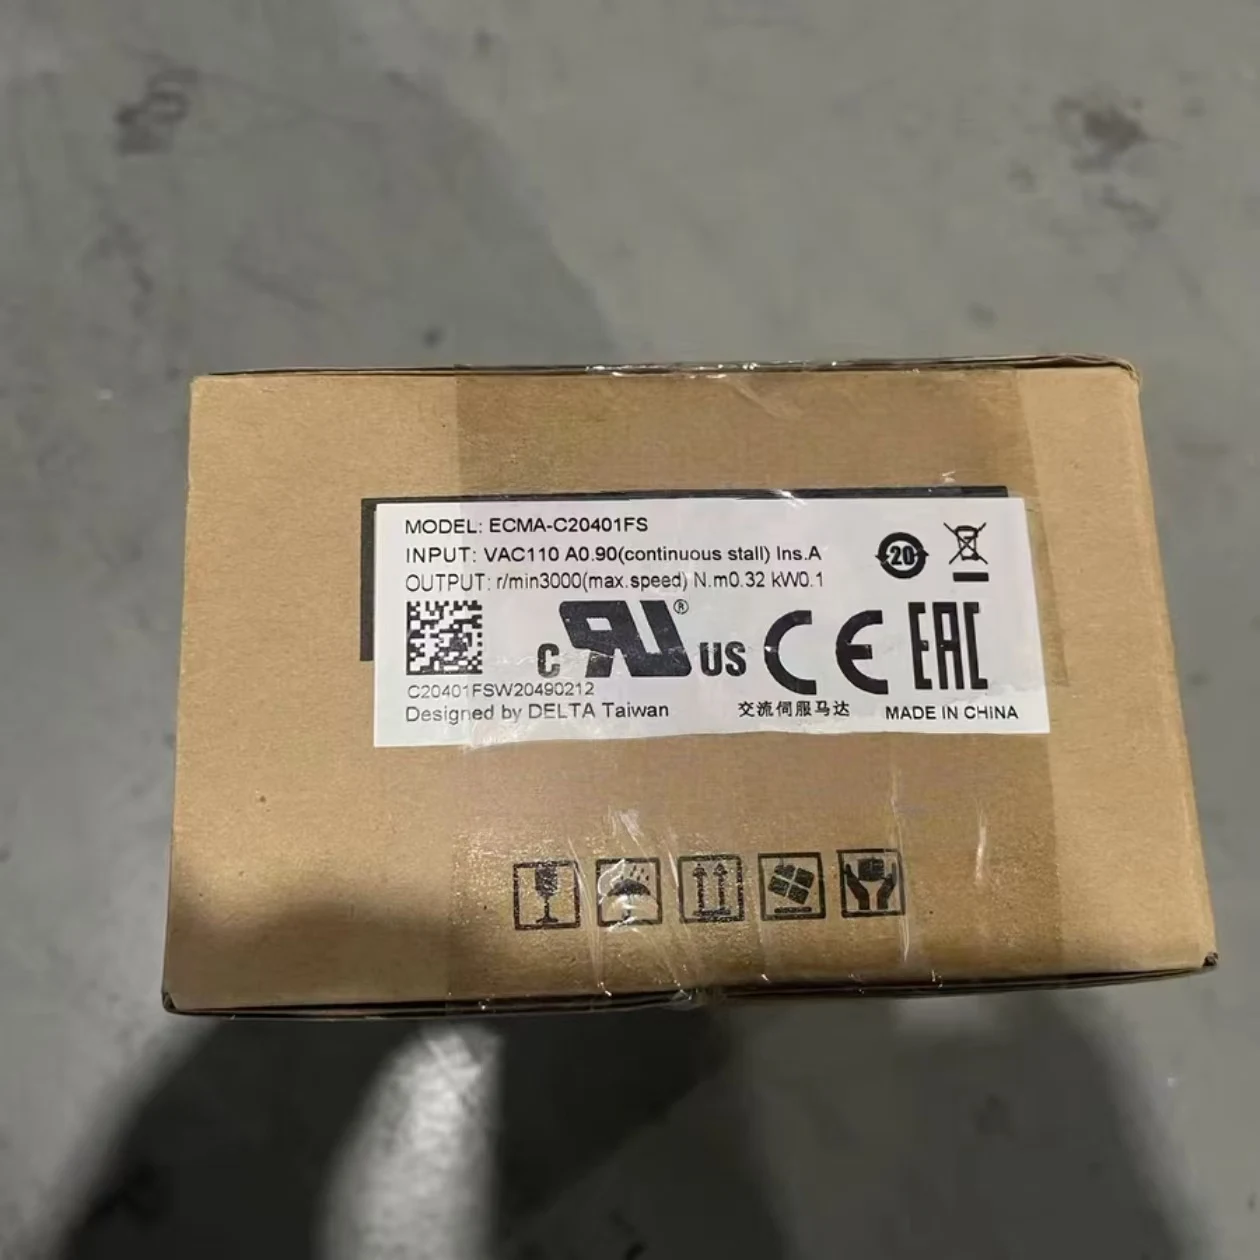 MODEL: ECMA-C20401FS
INPUT: VAC110 A0.90(continuous stall) Ins.A
OUTPUT: r/min3000(max.speed) N.m0.32 kW0.1
20
c RU® US CE EAC
C20401FSW20490212
Designed by DELTA Taiwan
交流伺服马达
MADE IN CHINA